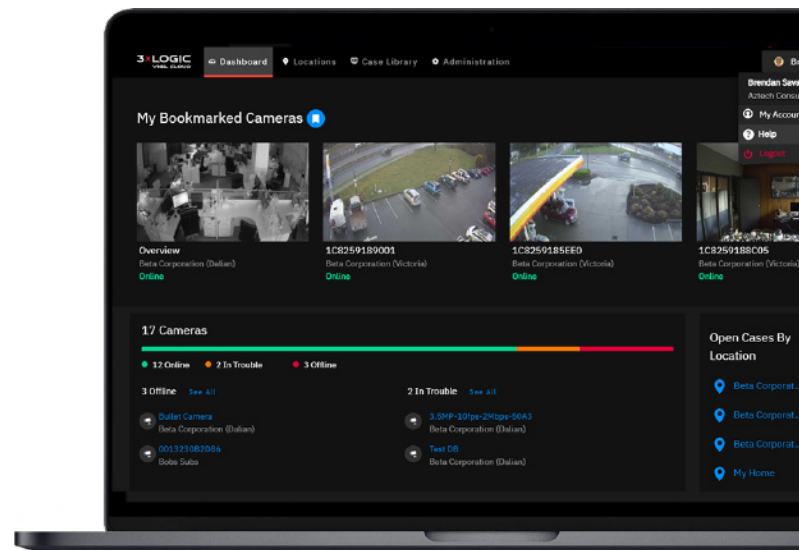 3xLOGIC
VIGIL CLOUD
Dashboard
Locations
Case Library
Administration
Br
Brendan Sava
Aztech Consu
My Accoun
Help
Logout
My Bookmarked Cameras
Overview
Beta Corporation (Dalian)
Online
1C8259189001
Beta Corporation (Victoria)
Online
1C8259185EE0
Beta Corporation (Victoria)
Online
1C8259188C05
Beta Corporation (Victoria)
Online
17 Cameras
12 Online
2 In Trouble
3 Offline
3 Offline See All
Bullet Camera
Beta Corporation (Dalian)
0013230B2D86
Bobs Subs
2 In Trouble See All
3.5MP-10fps-2Mbps-50A3
Beta Corporation (Dalian)
Test DB
Beta Corporation (Dalian)
Open Cases By
Location
Beta Corporat...
Beta Corporat...
Beta Corporat...
My Home